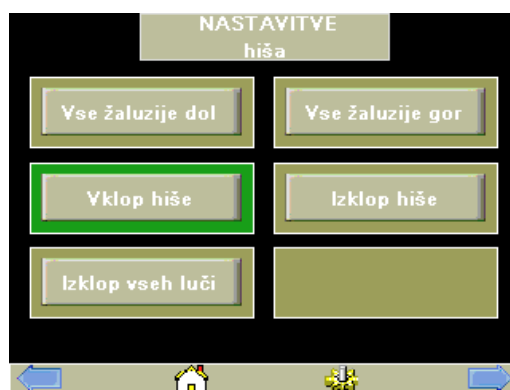 NASTAVITVE
hiša
Vse žaluzije dol
Vse žaluzije gor
Vklop hiše
Izklop hiše
Izklop vseh luči